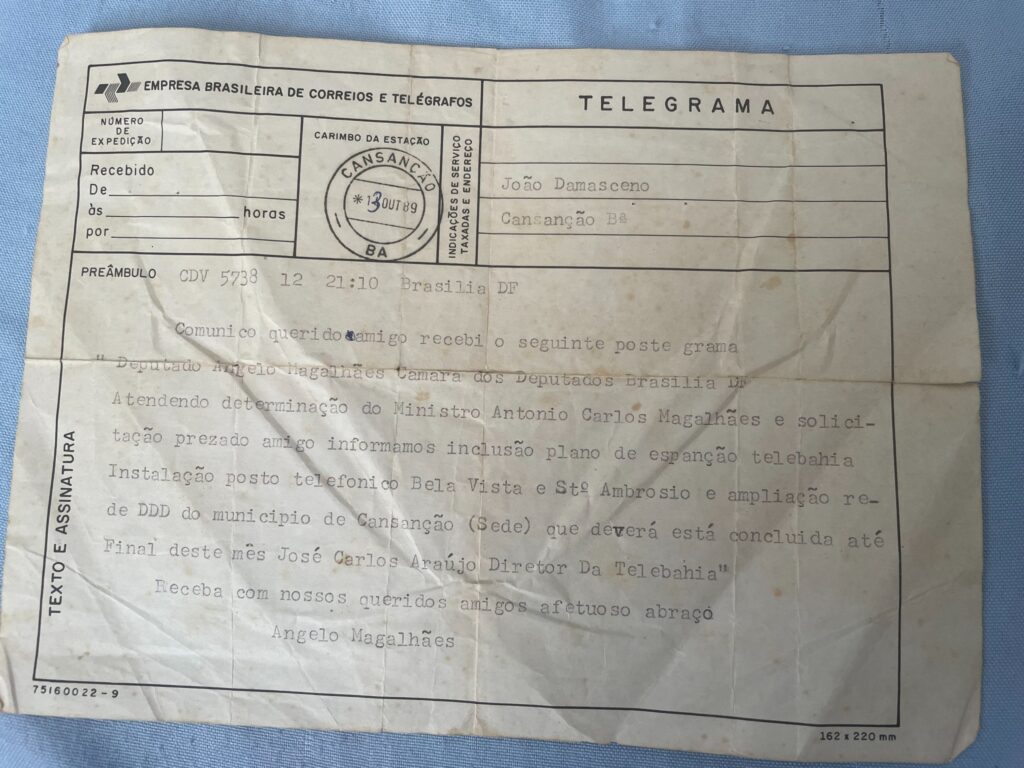 EMPRESA BRASILEIRA DE CORREIOS E TELÉGRAFOS
TELEGRAMA
NÚMERO
DE
EXPEDIÇÃO
CARIMBO DA ESTAÇÃO
INDICAÇÕES DE SERVIÇO
TAXADAS E ENDEREÇO
Recebido
De
às horas
por
CANSANÇÃO
* 13 OUT 89
BA
João Damasceno
Cansanção Bª
PREÂMBULO CDV 5738 12 21:10 Brasilia DF
Comunico querido amigo recebi o seguinte poste grama
" Deputado Angelo Magalhães Camara dos Deputados Brasilia DF
Atendendo determinação do Ministro Antonio Carlos Magalhães e solici-
tação prezado amigo informamos inclusão plano de espanção telebahia
Instalação posto telefonico Bela Vista e Stº Ambrosio e ampliação re-
de DDD do municipio de Cansanção (Sede) que deverá está concluida até
Final deste mês José Carlos Araújo Diretor Da Telebahia"
Receba com nossos queridos amigos afetuoso abraço
Angelo Magalhães
TEXTO E ASSINATURA
75160022-9
162 x 220 mm